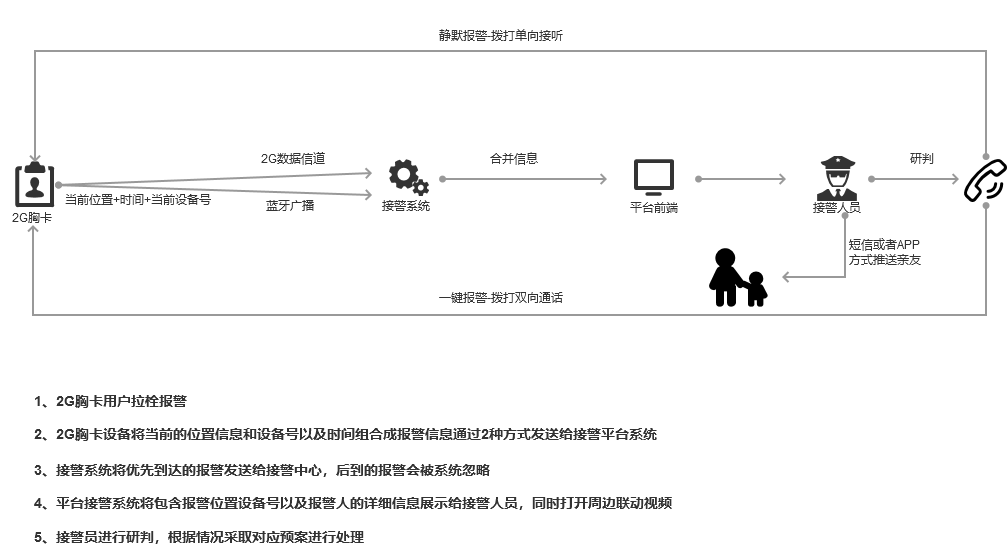 静默报警-拨打单向接听
2G数据信道
合并信息
研判
当前位置+时间+当前设备号
蓝牙广播
接警系统
平台前端
接警人员
2G胸卡
短信或者APP
方式推送亲友
一键报警-拨打双向通话
1、2G胸卡用户拉栓报警
2、2G胸卡设备将当前的位置信息和设备号以及时间组合成报警信息通过2种方式发送给接警平台系统
3、接警系统将优先到达的报警发送给接警中心，后到的报警会被系统忽略
4、平台接警系统将包含报警位置设备号以及报警人的详细信息展示给接警人员，同时打开周边联动视频
5、接警员进行研判，根据情况采取对应预案进行处理